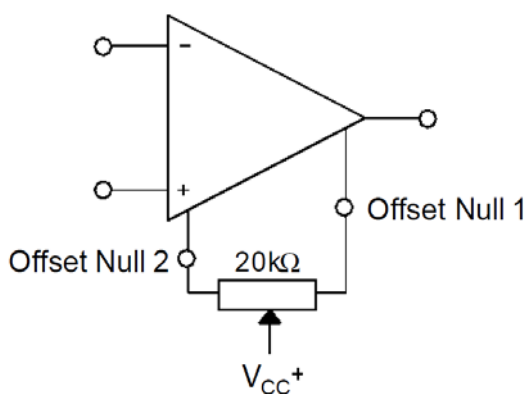 −
+
Offset Null 1
Offset Null 2
20kΩ
VCC+